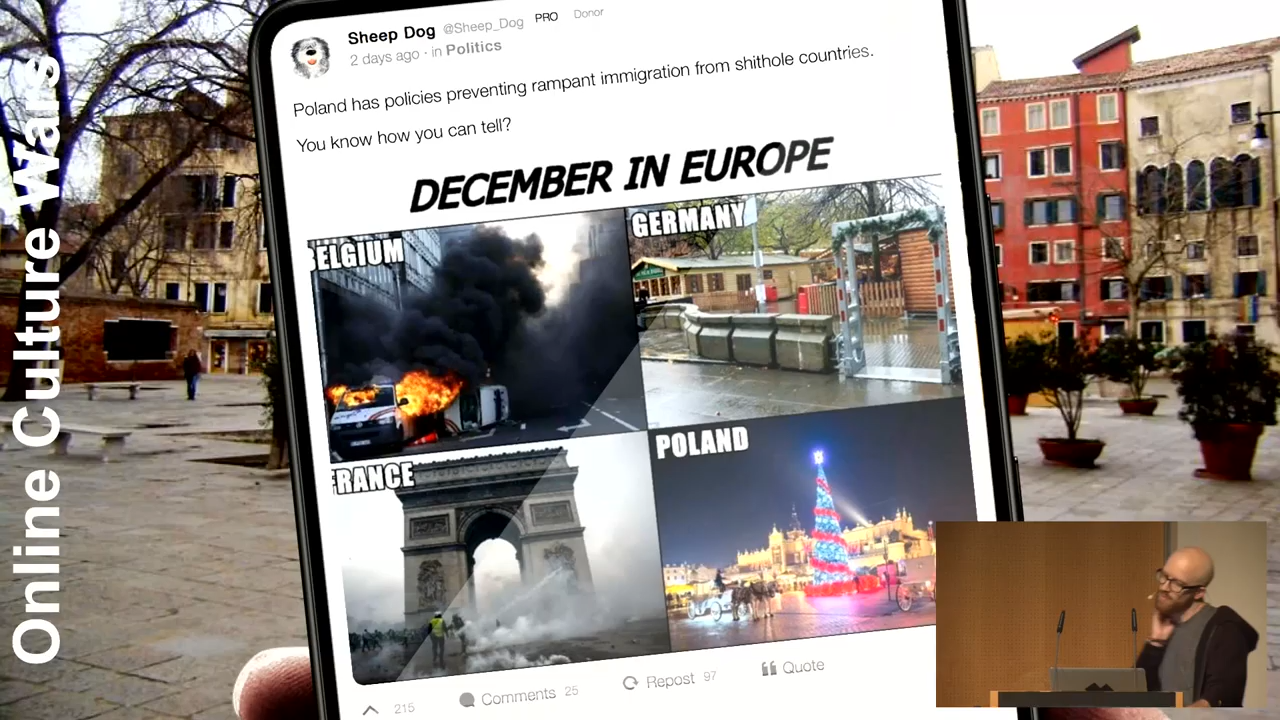 Online Culture Wars
Sheep Dog @Sheep_Dog PRO Donor
2 days ago · in Politics
Poland has policies preventing rampant immigration from shithole countries.
You know how you can tell?
DECEMBER IN EUROPE
BELGIUM
GERMANY
FRANCE
POLAND
215
Comments 25
Repost 97
Quote